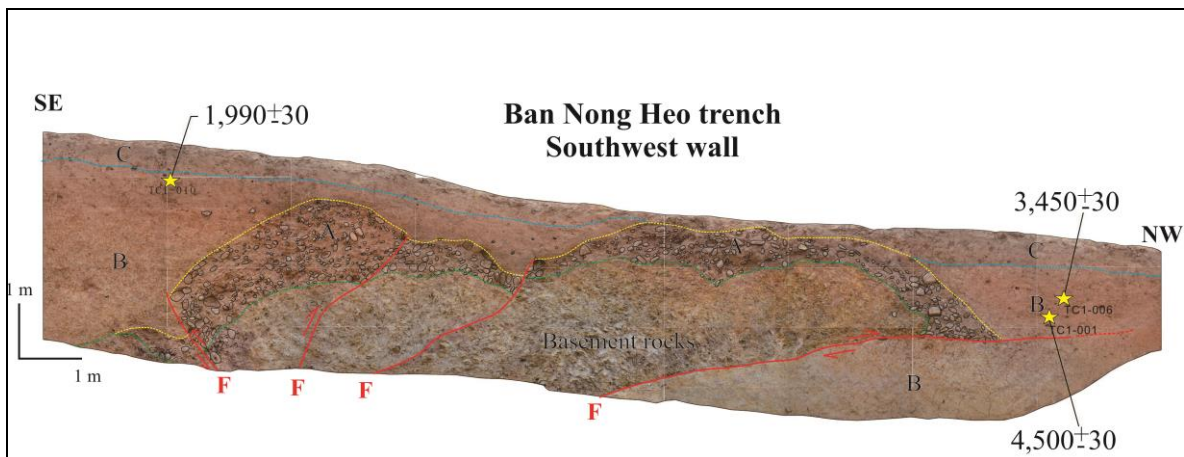 SE
1,990±30
Ban Nong Heo trench
Southwest wall
C
TC1-010
A
A
3,450±30
NW
B
C
B
TC1-006
TC1-001
1 m
Basement rocks
1 m
B
F
F
F
F
4,500±30